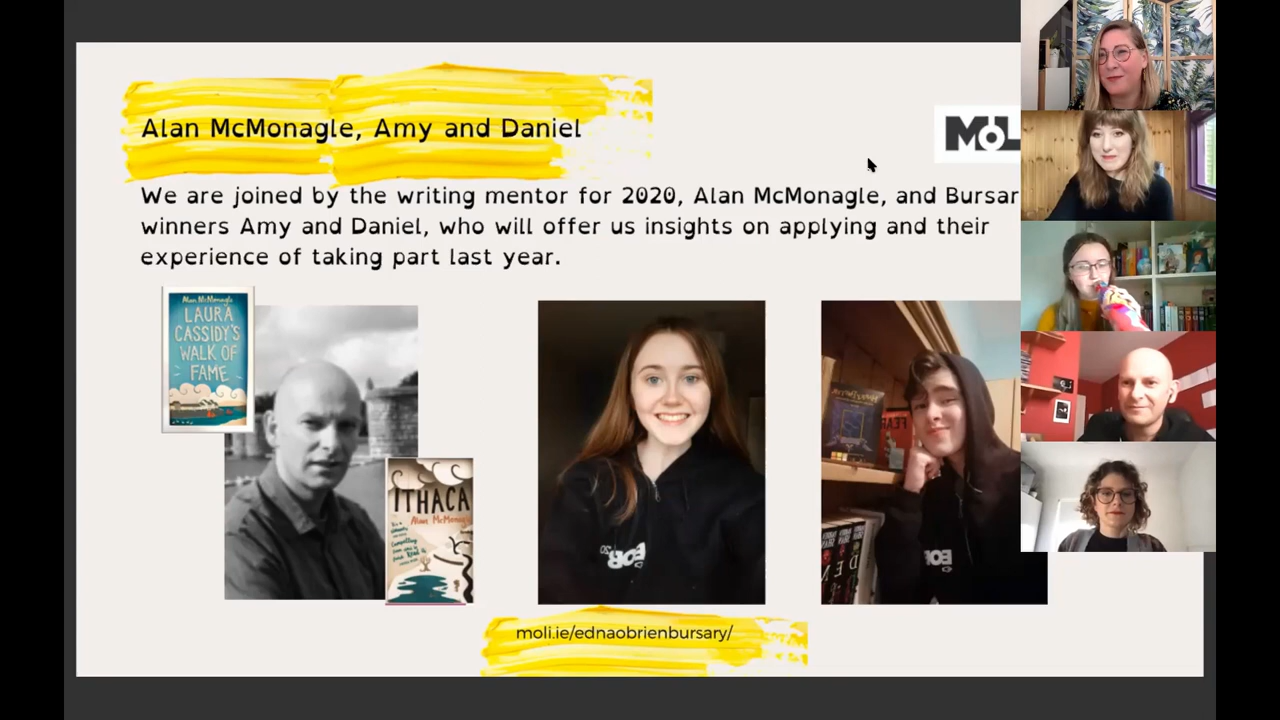 Alan McMonagle, Amy and Daniel
MOL
We are joined by the writing mentor for 2020, Alan McMonagle, and Bursar
winners Amy and Daniel, who will offer us insights on applying and their
experience of taking part last year.
Alan McMonagle
LAURA
CASSIDY'S
WALK OF
FAME
ITHACA
Alan McMonagle
moli.ie/ednaobrienbursary/